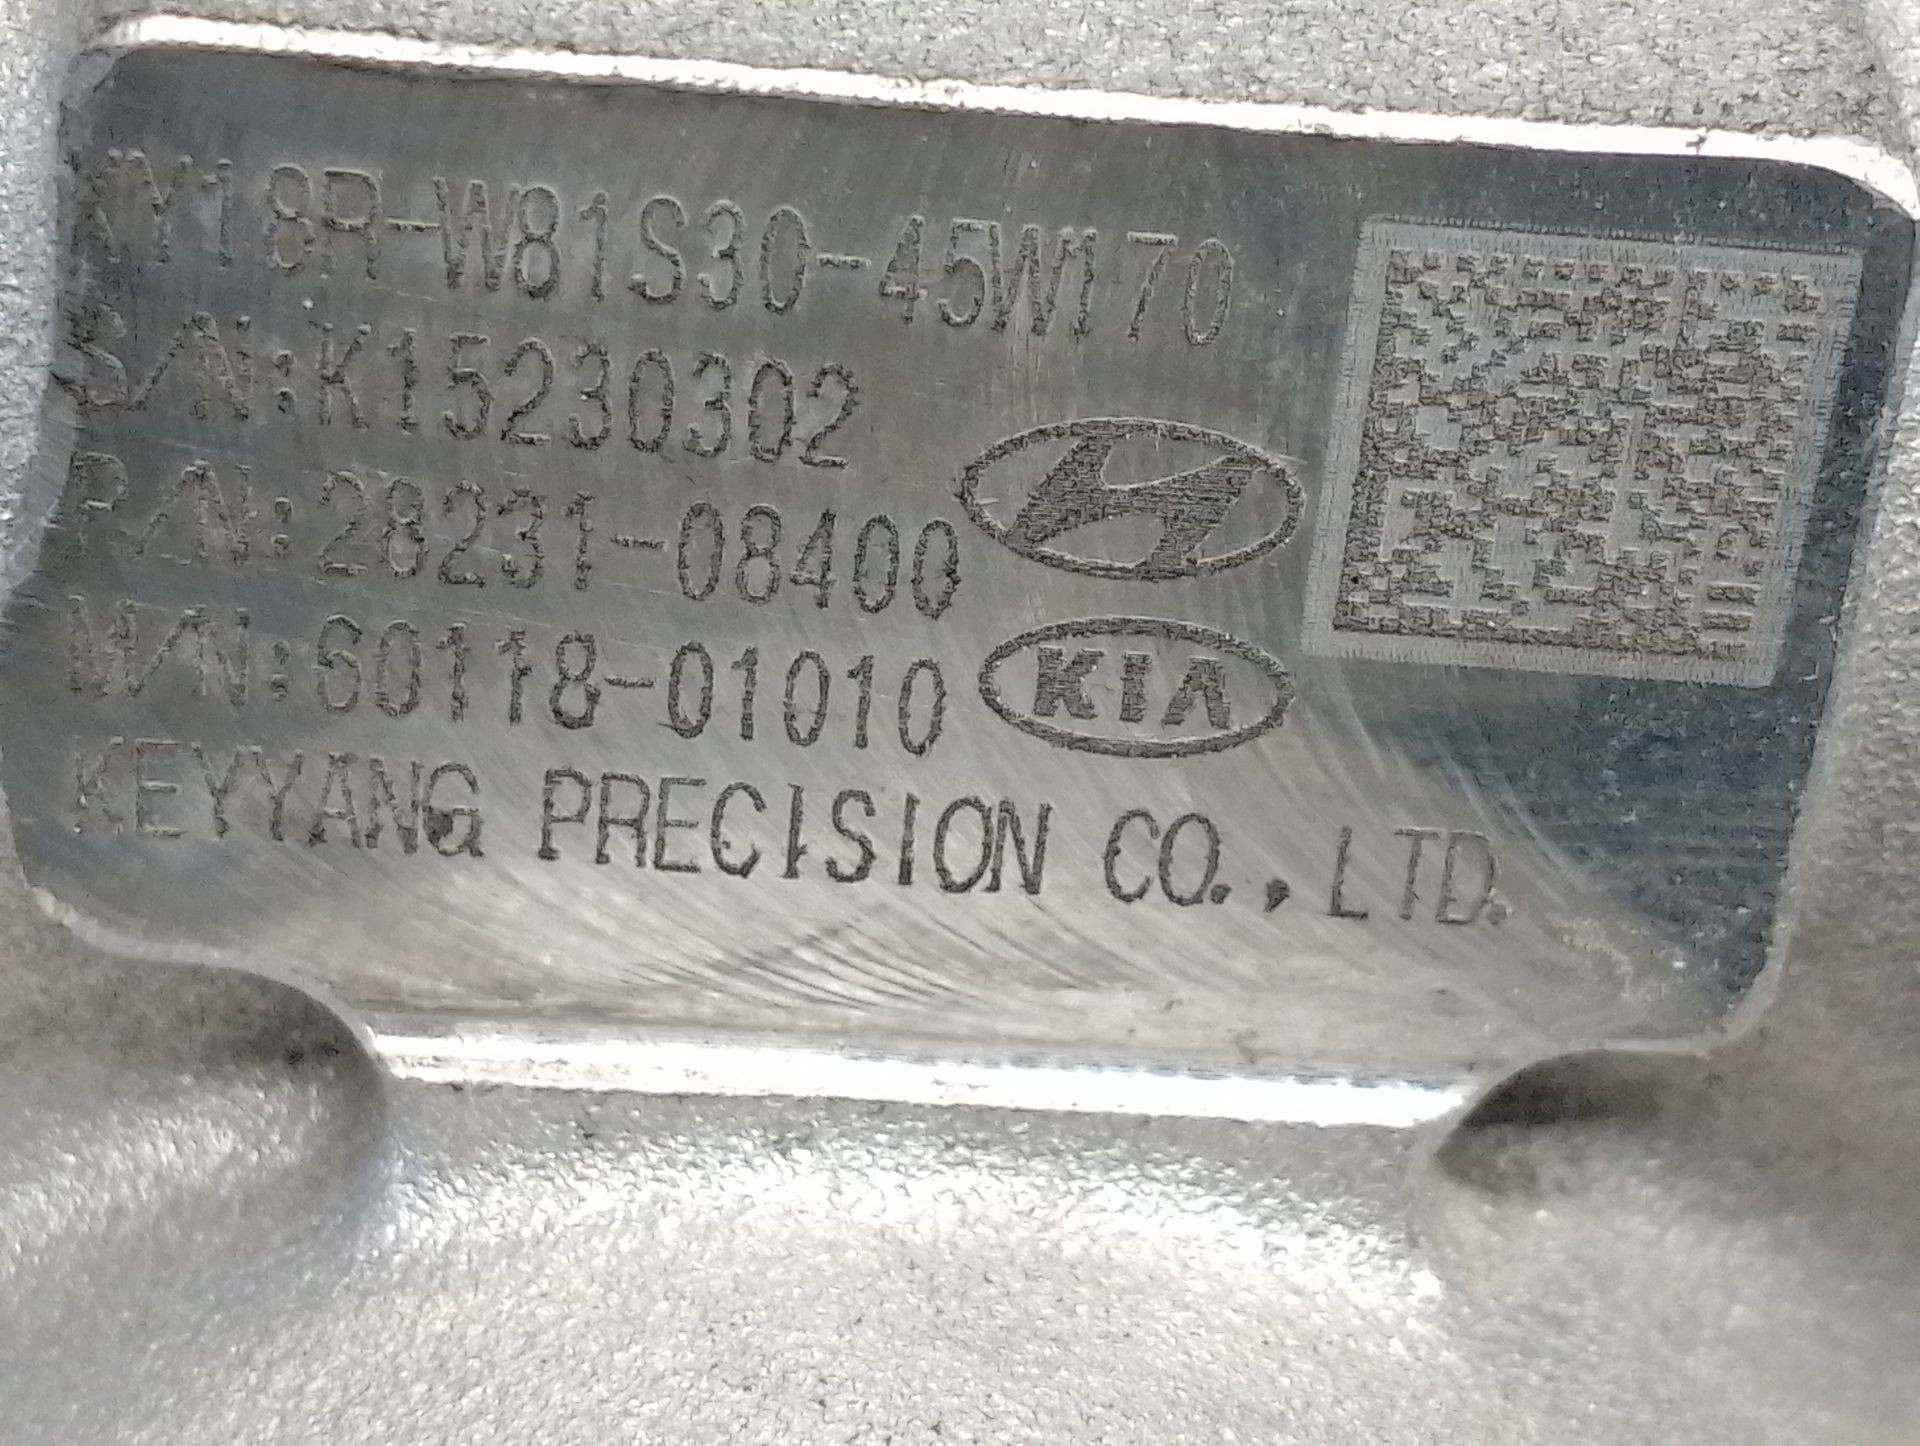 KY18R-W81S30-45W170
S/N:K15230302
P/N:28231-08400
W/N:60118-01010
KIA
KEYYANG PRECISION CO., LTD.